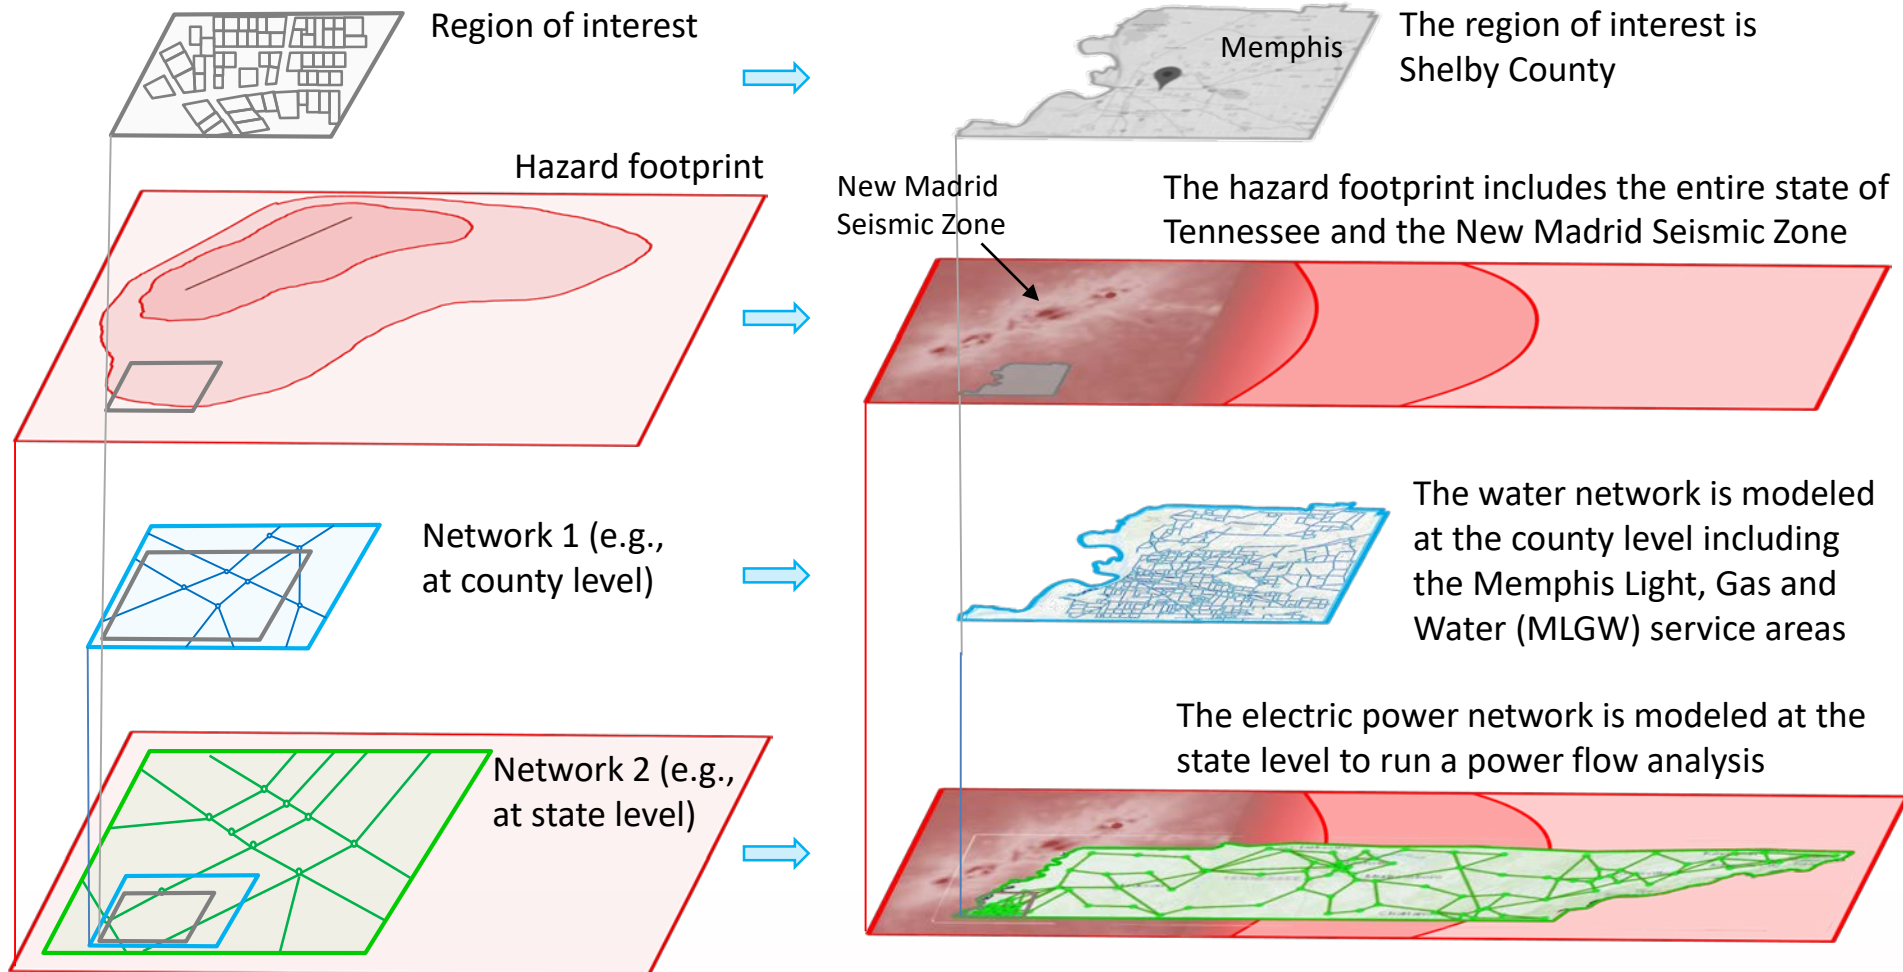 Region of interest
Memphis
The region of interest is
Shelby County
Hazard footprint
New Madrid
Seismic Zone
The hazard footprint includes the entire state of
Tennessee and the New Madrid Seismic Zone
Network 1 (e.g.,
at county level)
The water network is modeled
at the county level including
the Memphis Light, Gas and
Water (MLGW) service areas
Network 2 (e.g.,
at state level)
The electric power network is modeled at the
state level to run a power flow analysis